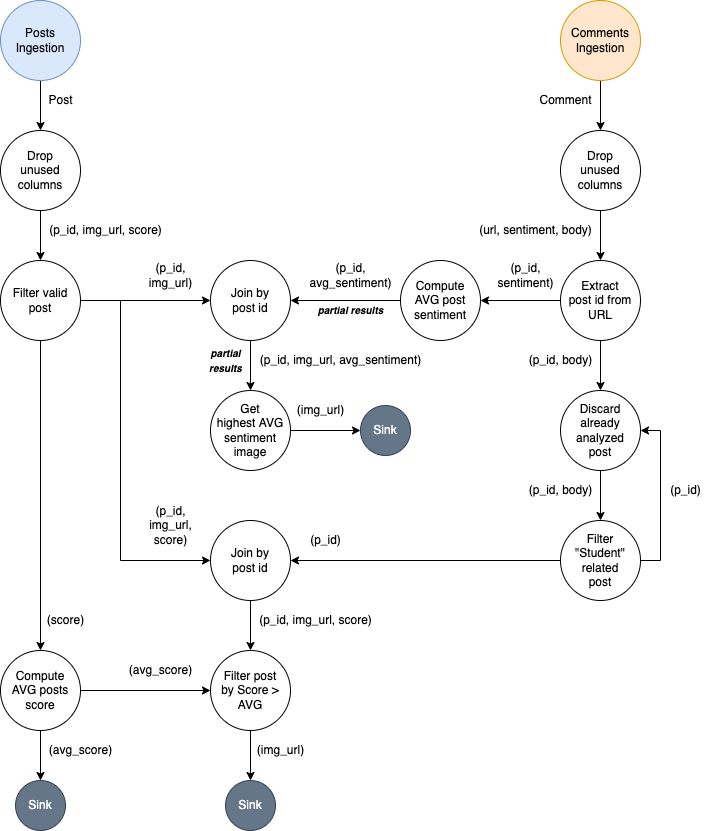 Posts
Ingestion
Comments
Ingestion
Post
Comment
Drop
unused
columns
Drop
unused
columns
(p_id, img_url, score)
(url, sentiment, body)
Filter valid
post
(p_id,
img_url)
Join by
post id
(p_id,
avg_sentiment)
partial results
Compute
AVG post
sentiment
(p_id,
sentiment)
Extract
post id from
URL
partial
results
(p_id, img_url, avg_sentiment)
(p_id, body)
Get
highest AVG
sentiment
image
(img_url)
Sink
Discard
already
analyzed
post
(p_id, body)
(p_id)
(p_id,
img_url,
score)
Join by
post id
(p_id)
Filter
"Student"
related
post
(score)
(p_id, img_url, score)
Compute
AVG posts
score
(avg_score)
Filter post
by Score >
AVG
(avg_score)
(img_url)
Sink
Sink